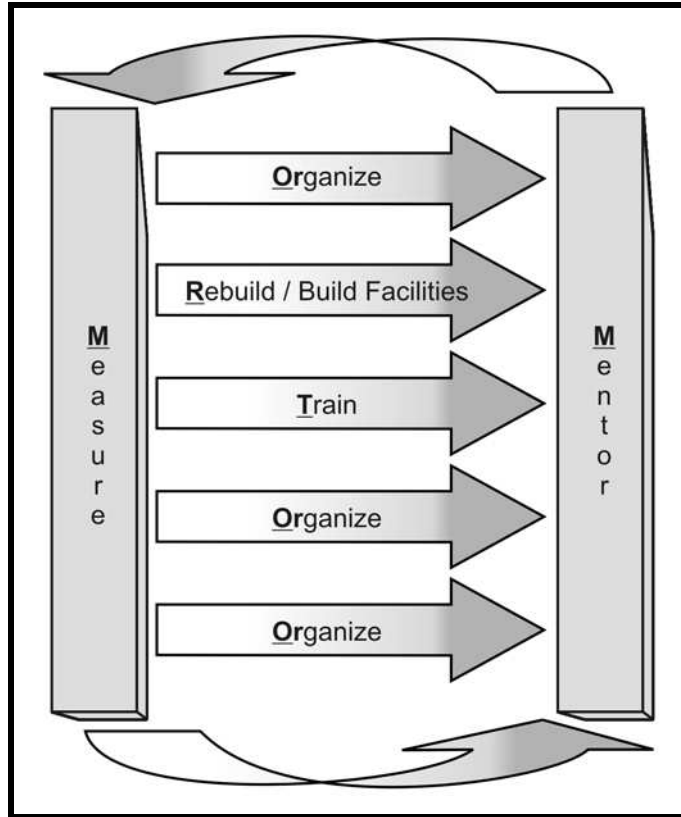 Measure
Organize
Rebuild / Build Facilities
Train
Organize
Organize
Mentor